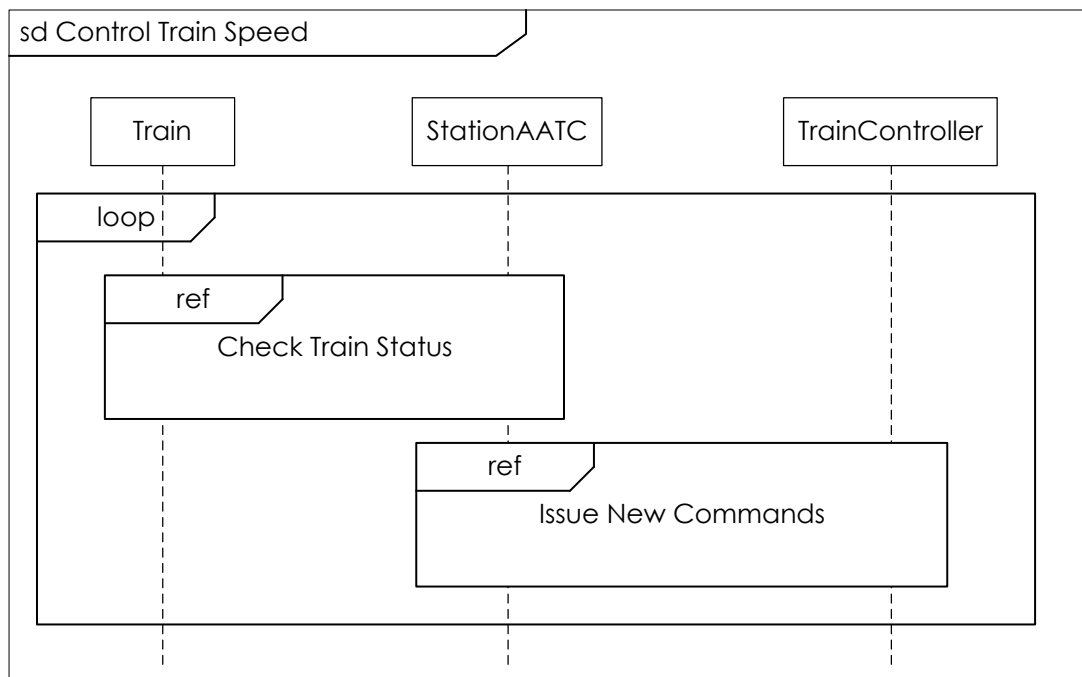 sd Control Train Speed
Train
StationAATC
TrainController
loop
ref
Check Train Status
ref
Issue New Commands